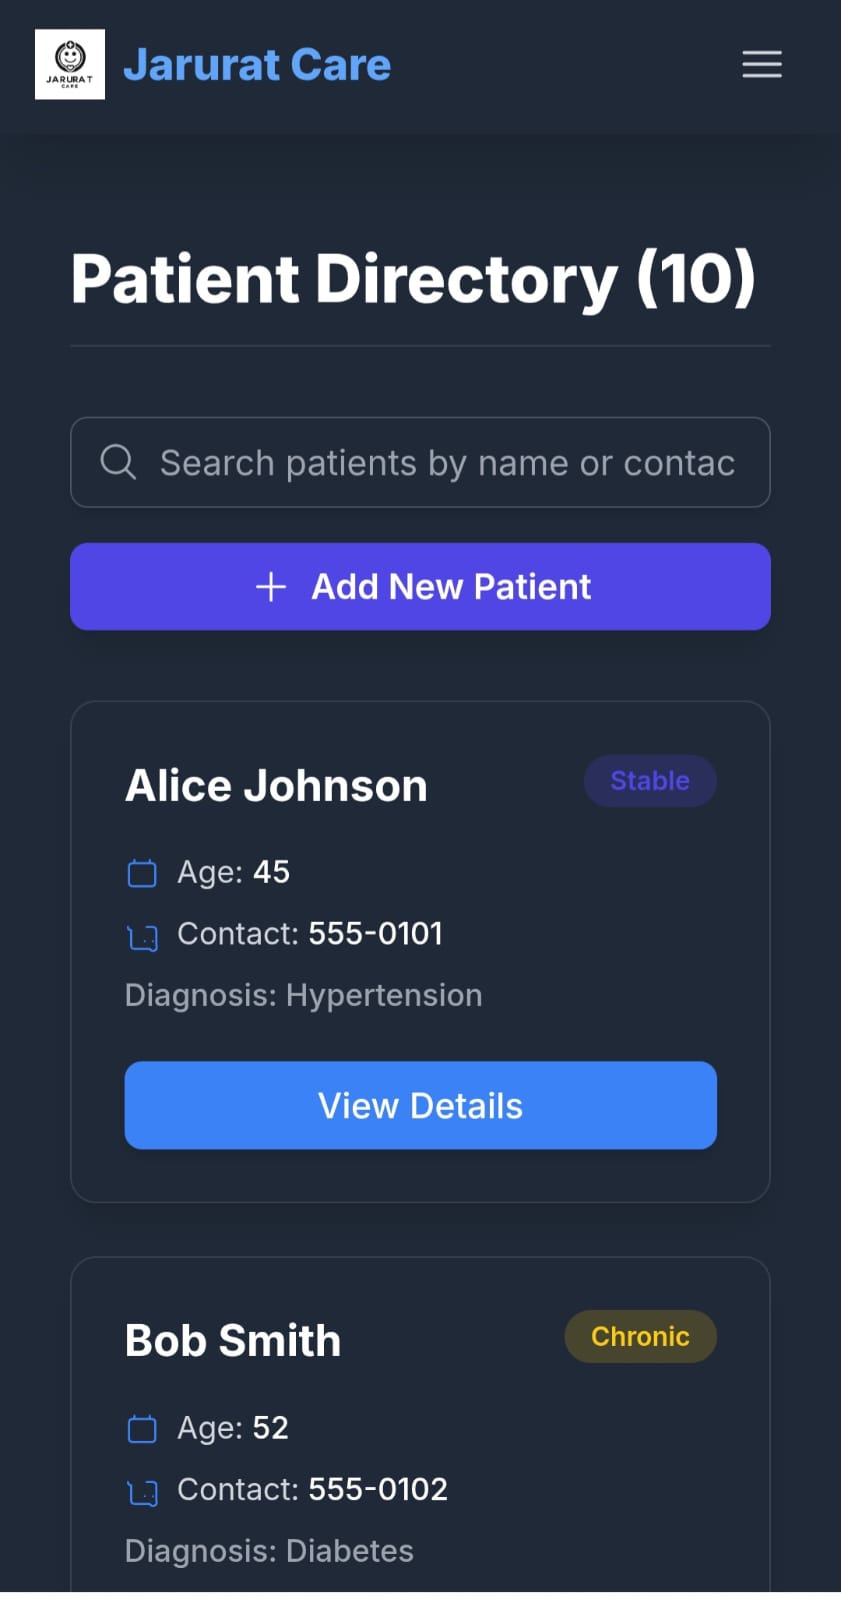 JARURAT
CARE
Jarurat Care
Patient Directory (10)
Search patients by name or contac
Add New Patient
Alice Johnson
Stable
Age: 45
Contact: 555-0101
Diagnosis: Hypertension
View Details
Bob Smith
Chronic
Age: 52
Contact: 555-0102
Diagnosis: Diabetes